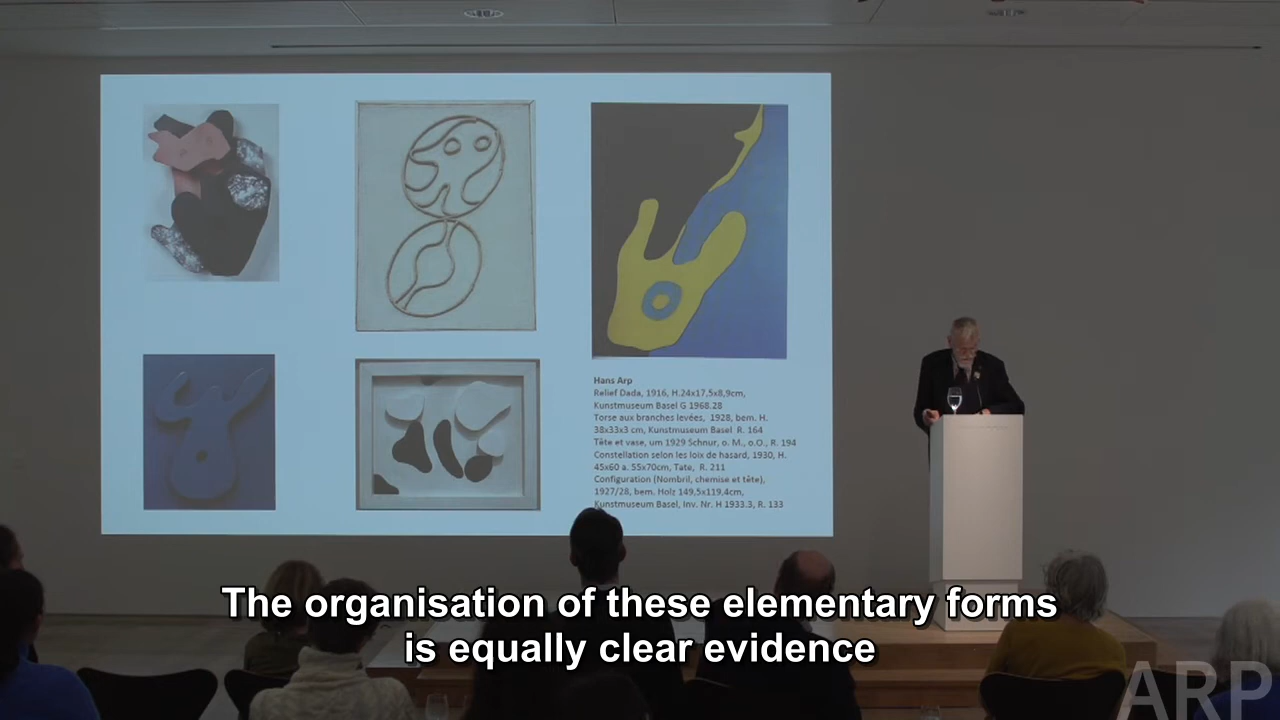 Hans Arp
Relief Dada, 1916, H.24x17,5x8,9cm,
Kunstmuseum Basel G 1968.28
Torse aux branches levées, 1928, bem. H.
38x33x3 cm, Kunstmuseum Basel R. 164
Tête et vase, um 1929 Schnur, o. M., o.O., R. 194
Constellation selon les loix de hasard, 1930, H.
45x60 a. 55x70cm, Tate, R. 211
Configuration (Nombril, chemise et tête),
1927/28, bem. Holz 149,5x119,4cm,
Kunstmuseum Basel, Inv. Nr. H 1933.3, R. 133
The organisation of these elementary forms
is equally clear evidence
ARP